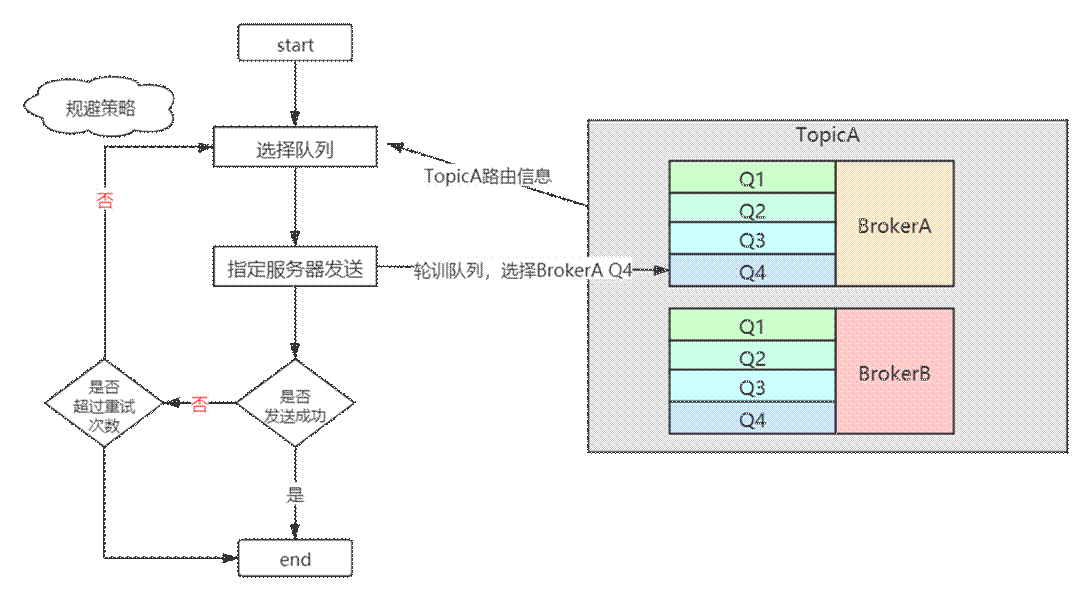 start
规避策略
选择队列
TopicA路由信息
否
指定服务器发送
轮训队列，选择BrokerA Q4
是否
超过重试
次数
否
是否
发送成功
是
end
TopicA
Q1
Q2
Q3
Q4
BrokerA
Q1
Q2
Q3
Q4
BrokerB